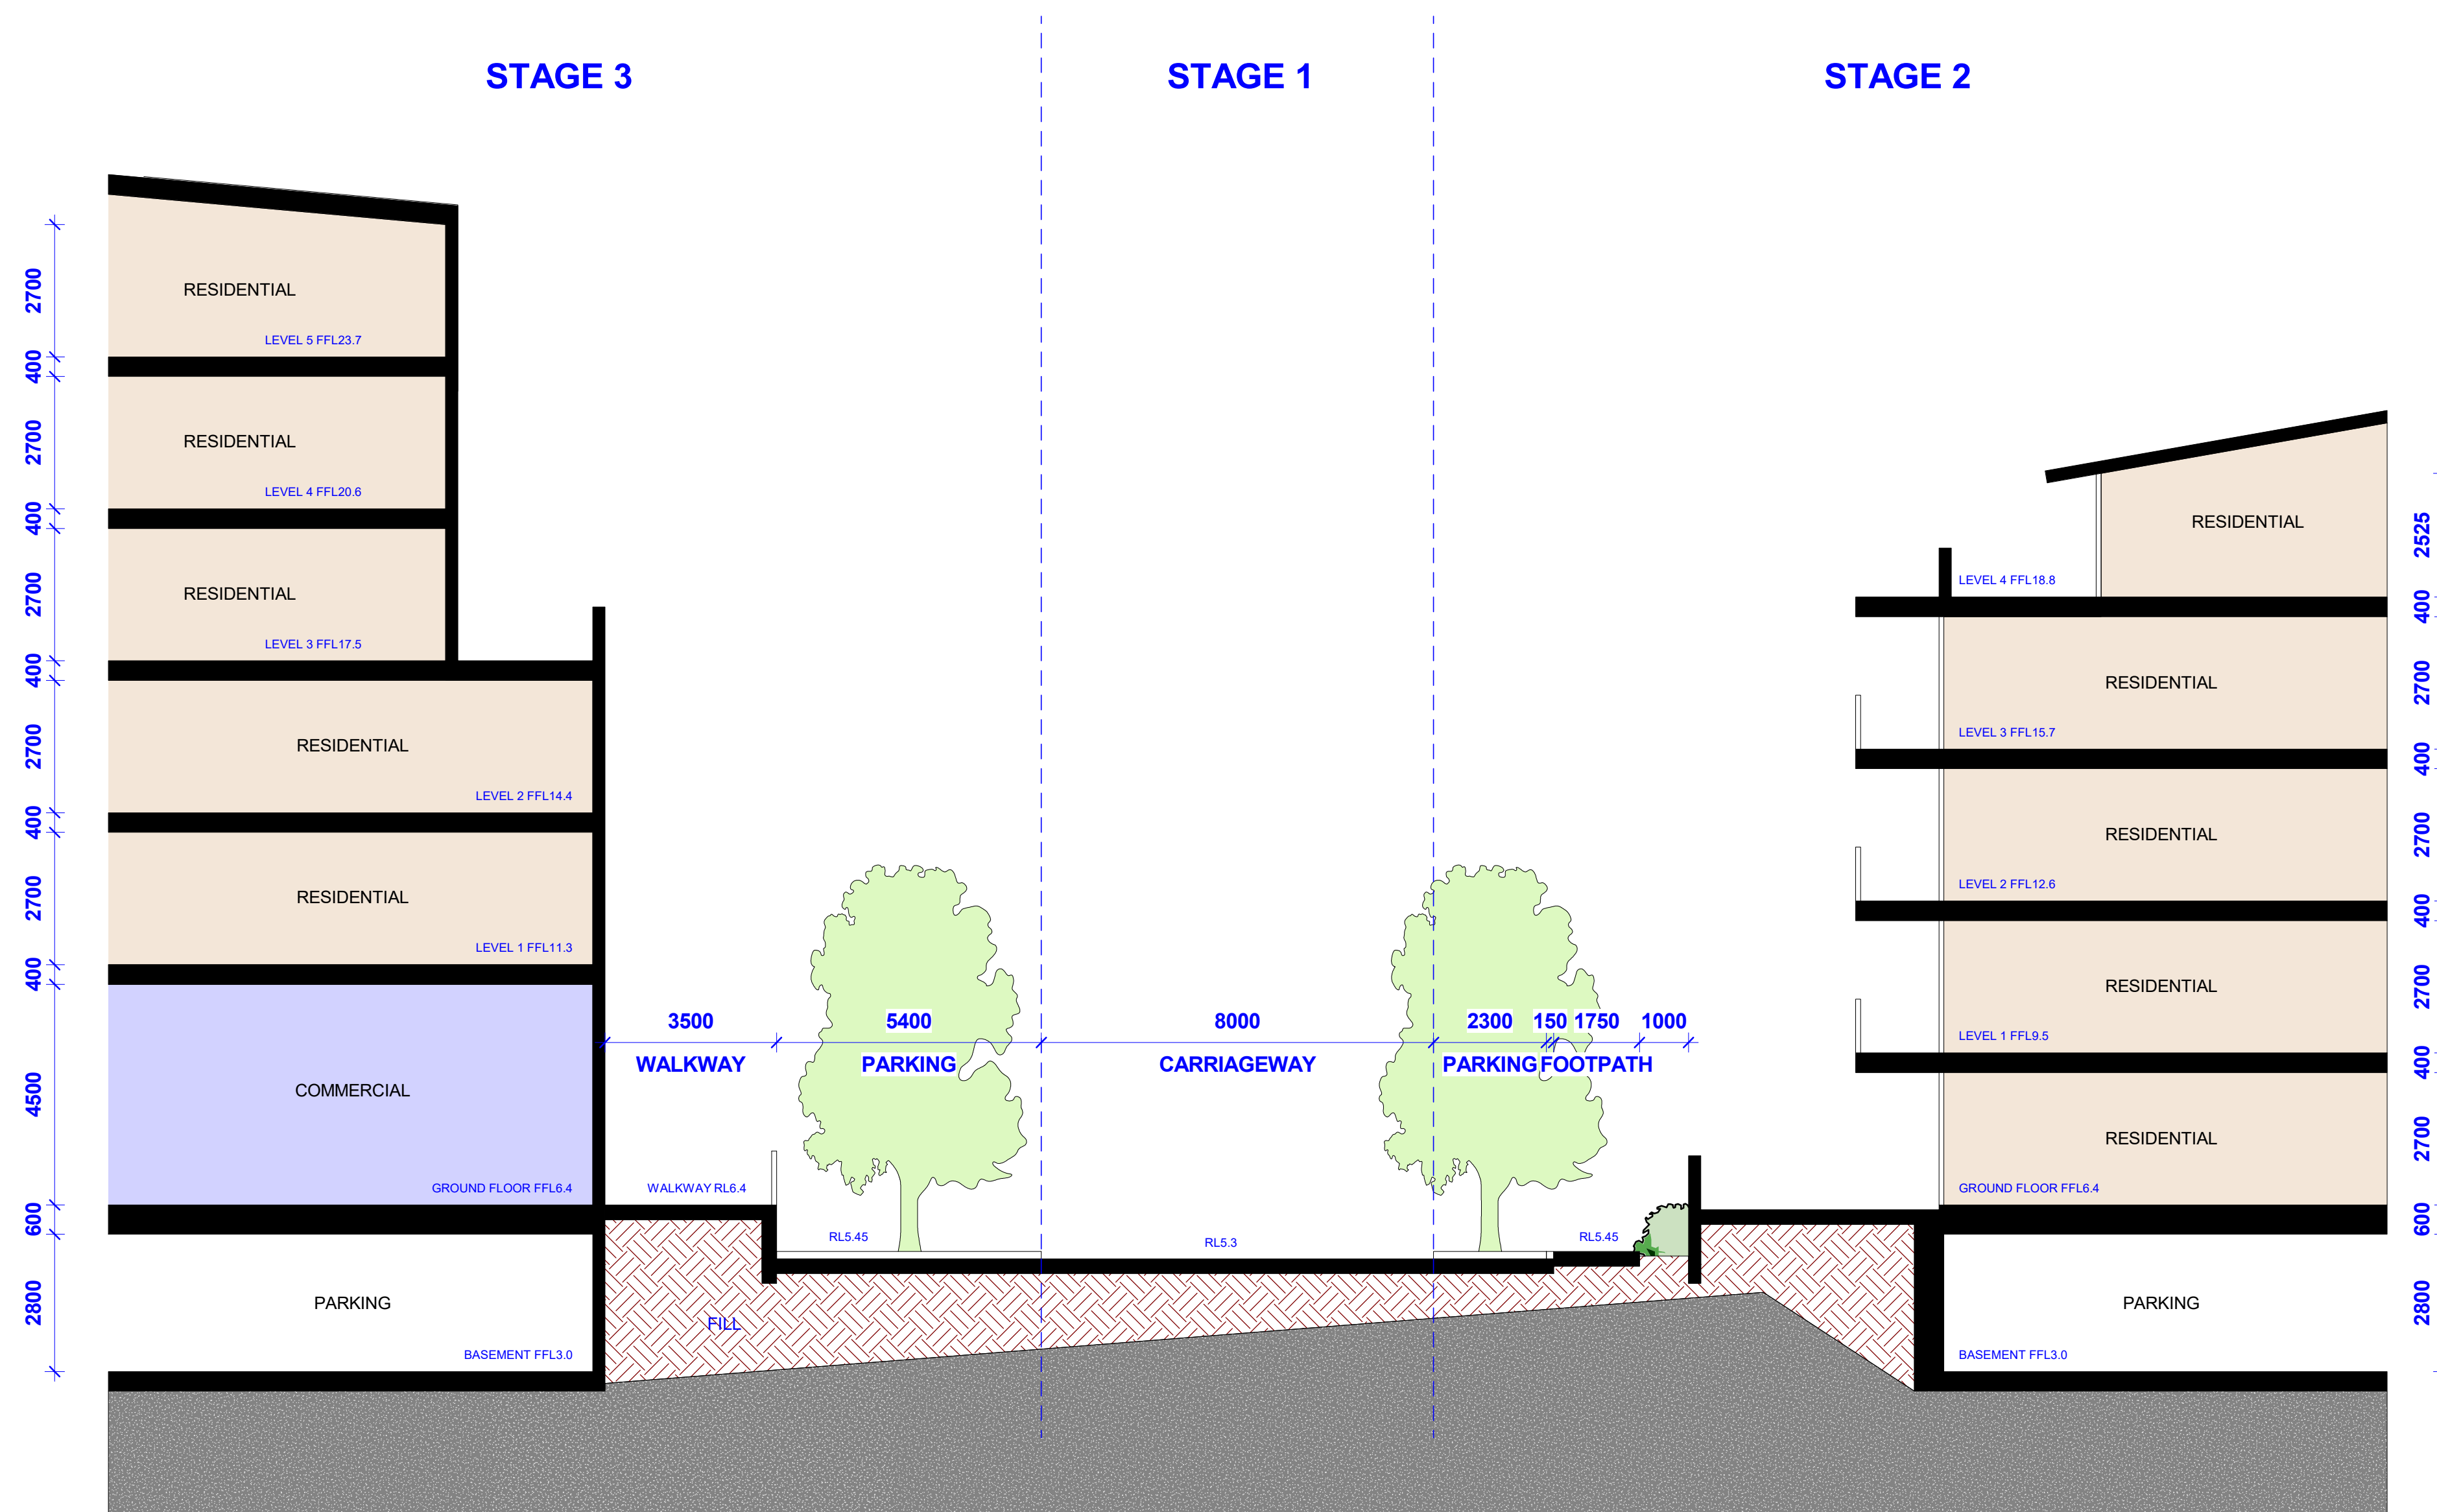 STAGE 3
STAGE 1
STAGE 2
2700
RESIDENTIAL
LEVEL 5 FFL23.7
400
2700
RESIDENTIAL
LEVEL 4 FFL20.6
400
2700
RESIDENTIAL
LEVEL 3 FFL17.5
400
2700
RESIDENTIAL
LEVEL 2 FFL14.4
400
2700
RESIDENTIAL
LEVEL 1 FFL11.3
400
4500
COMMERCIAL
GROUND FLOOR FFL6.4
600
2800
PARKING
BASEMENT FFL3.0
3500
5400
8000
2300
150
1750
1000
WALKWAY
PARKING
CARRIAGEWAY
PARKING
FOOTPATH
WALKWAY RL6.4
RL5.45
RL5.3
RL5.45
FILL
RESIDENTIAL
2525
LEVEL 4 FFL18.8
400
RESIDENTIAL
2700
LEVEL 3 FFL15.7
400
RESIDENTIAL
2700
LEVEL 2 FFL12.6
400
RESIDENTIAL
2700
LEVEL 1 FFL9.5
400
RESIDENTIAL
2700
GROUND FLOOR FFL6.4
600
PARKING
2800
BASEMENT FFL3.0